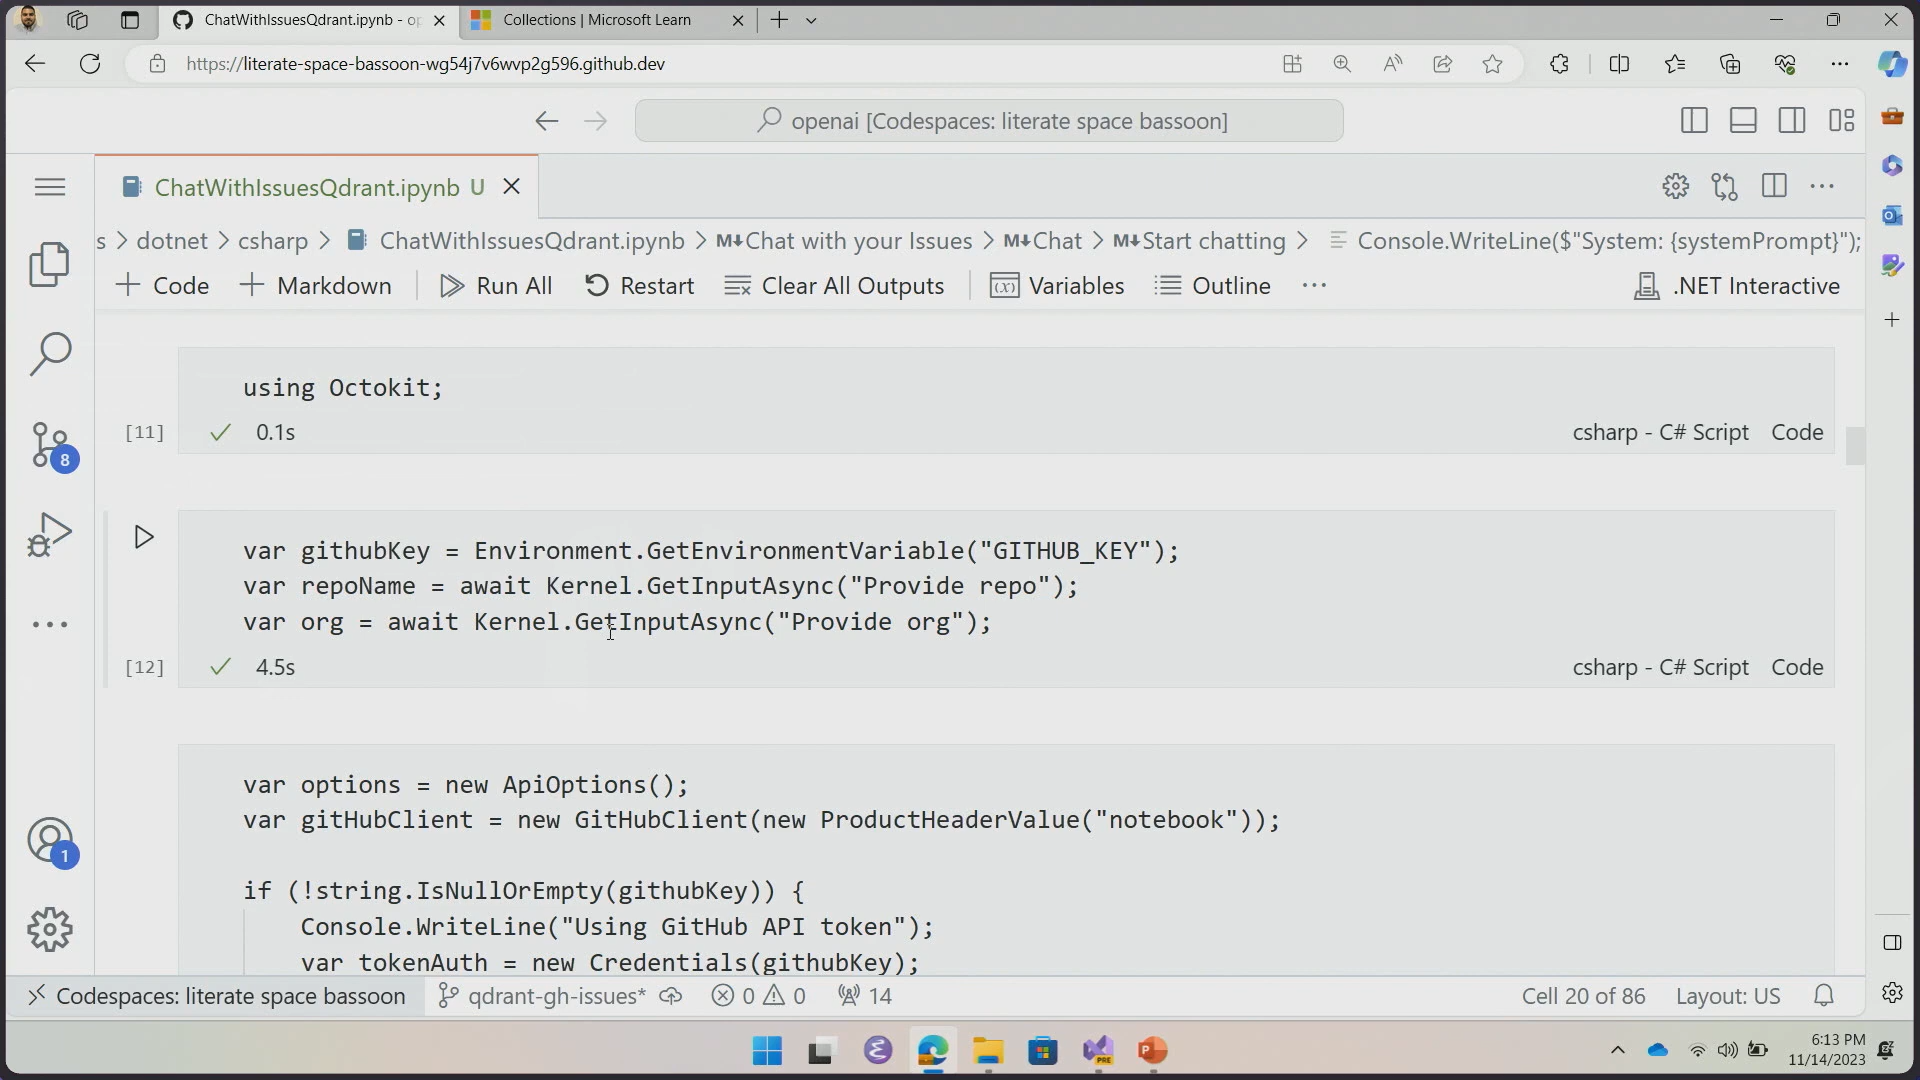 ChatWithIssuesQdrant.ipynb - op
Collections | Microsoft Learn
https://literate-space-bassoon-wg54j7v6wvp2g596.github.dev
openai [Codespaces: literate space bassoon]
ChatWithIssuesQdrant.ipynb U
s > dotnet > csharp > ChatWithIssuesQdrant.ipynb > M↓Chat with your Issues > M↓Chat > M↓Start chatting > Console.WriteLine($"System: {systemPrompt}");
+ Code + Markdown Run All Restart Clear All Outputs Variables Outline ... .NET Interactive
using Octokit;
[11] 0.1s csharp - C# Script Code
var githubKey = Environment.GetEnvironmentVariable("GITHUB_KEY");
var repoName = await Kernel.GetInputAsync("Provide repo");
var org = await Kernel.GetInputAsync("Provide org");
[12] 4.5s csharp - C# Script Code
var options = new ApiOptions();
var gitHubClient = new GitHubClient(new ProductHeaderValue("notebook"));
if (!string.IsNullOrEmpty(githubKey)) {
Console.WriteLine("Using GitHub API token");
var tokenAuth = new Credentials(githubKey);
8
1
Codespaces: literate space bassoon qdrant-gh-issues* 0 0 14 Cell 20 of 86 Layout: US
PRE
P
6:13 PM
11/14/2023